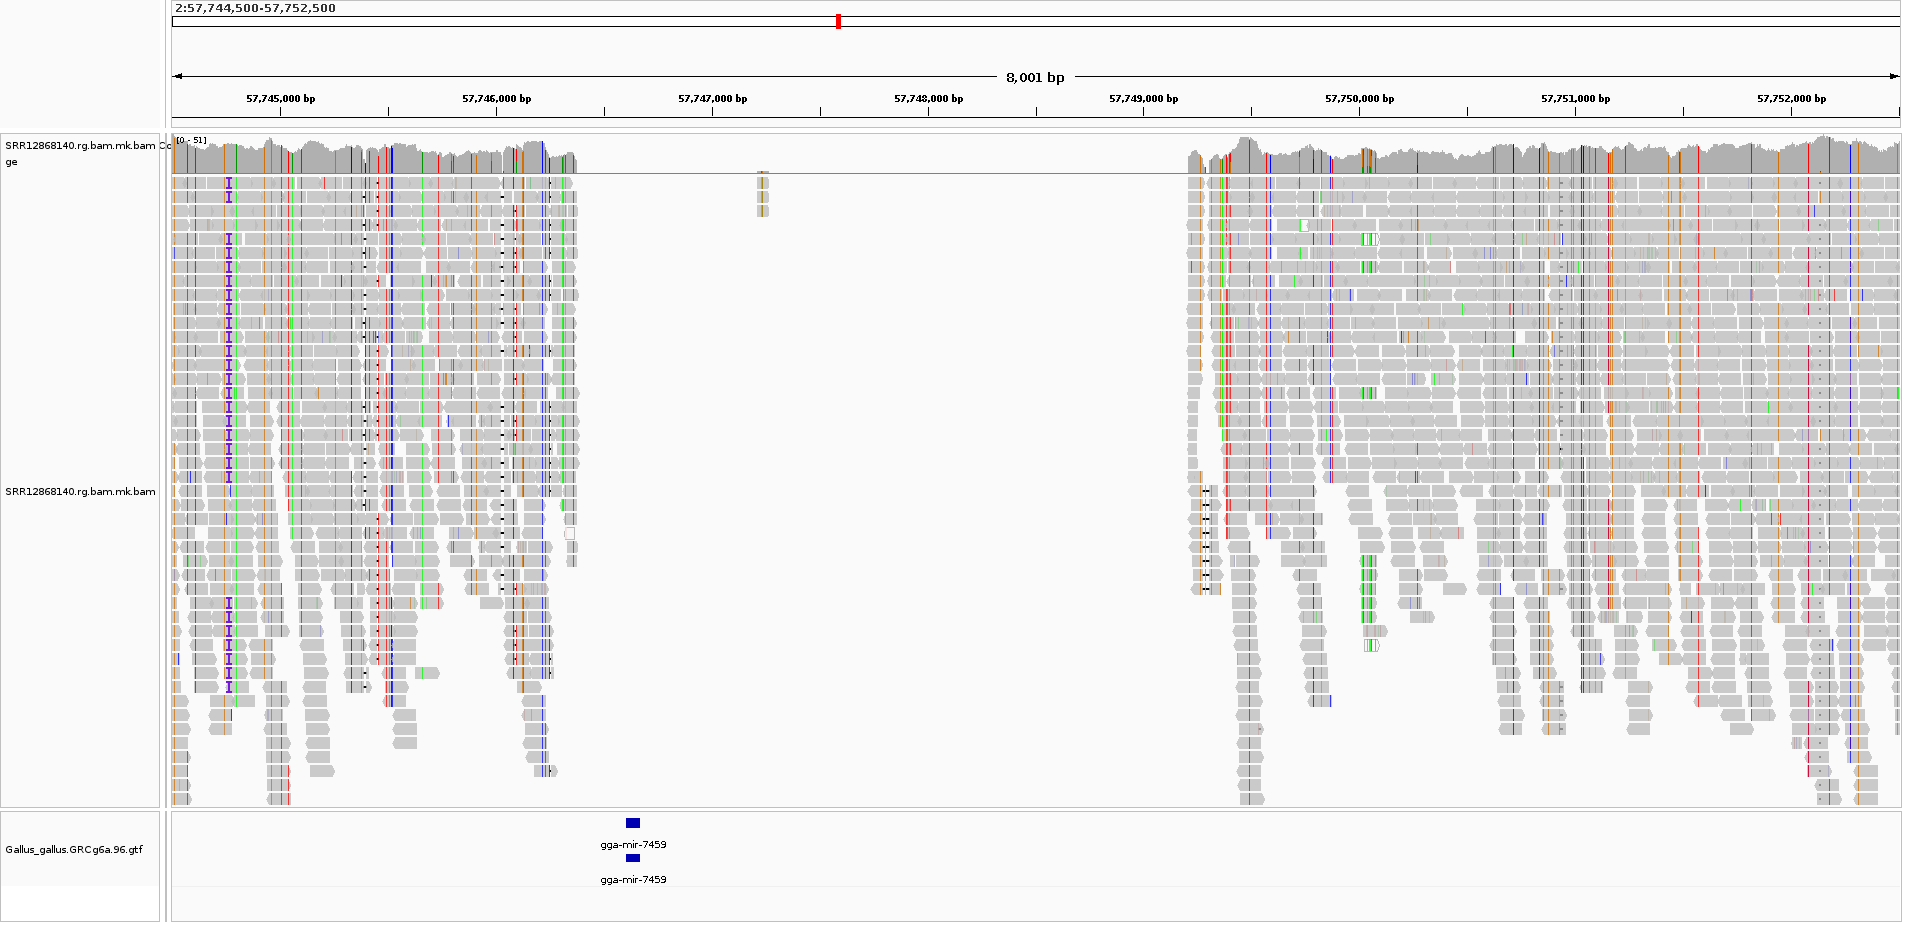 2:57,744,500-57,752,500
8,001 bp
57,745,000 bp 57,746,000 bp 57,747,000 bp 57,748,000 bp 57,749,000 bp 57,750,000 bp 57,751,000 bp 57,752,000 bp
[0 - 51]
SRR12868140.rg.bam.mk.bam Co
ge
SRR12868140.rg.bam.mk.bam
gga-mir-7459
Gallus_gallus.GRCg6a.96.gtf
gga-mir-7459